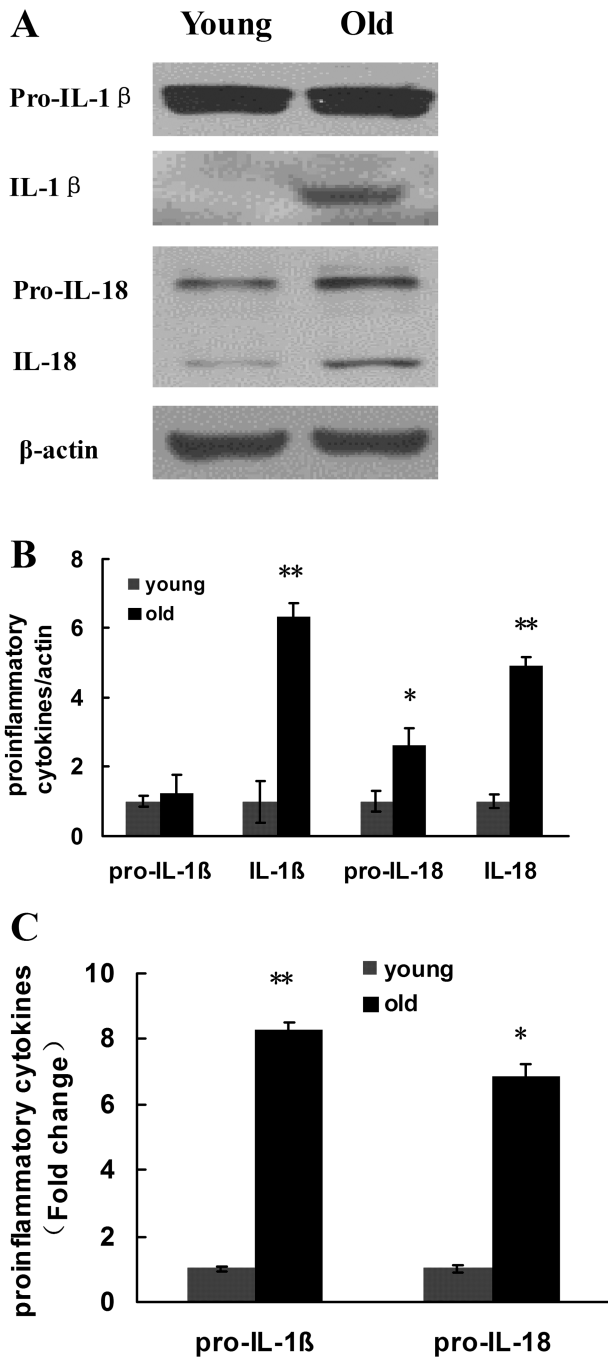 A
Young Old
Pro-IL-1 β
IL-1 β
Pro-IL-18
IL-18
β-actin
B
proinflammatory
cytokines/actin
8
6
4
2
0
young
old
**
*
**
pro-IL-1ß IL-1ß pro-IL-18 IL-18
C
proinflammatory cytokines
（Fold change）
10
8
6
4
2
0
young
old
**
*
pro-IL-1ß pro-IL-18